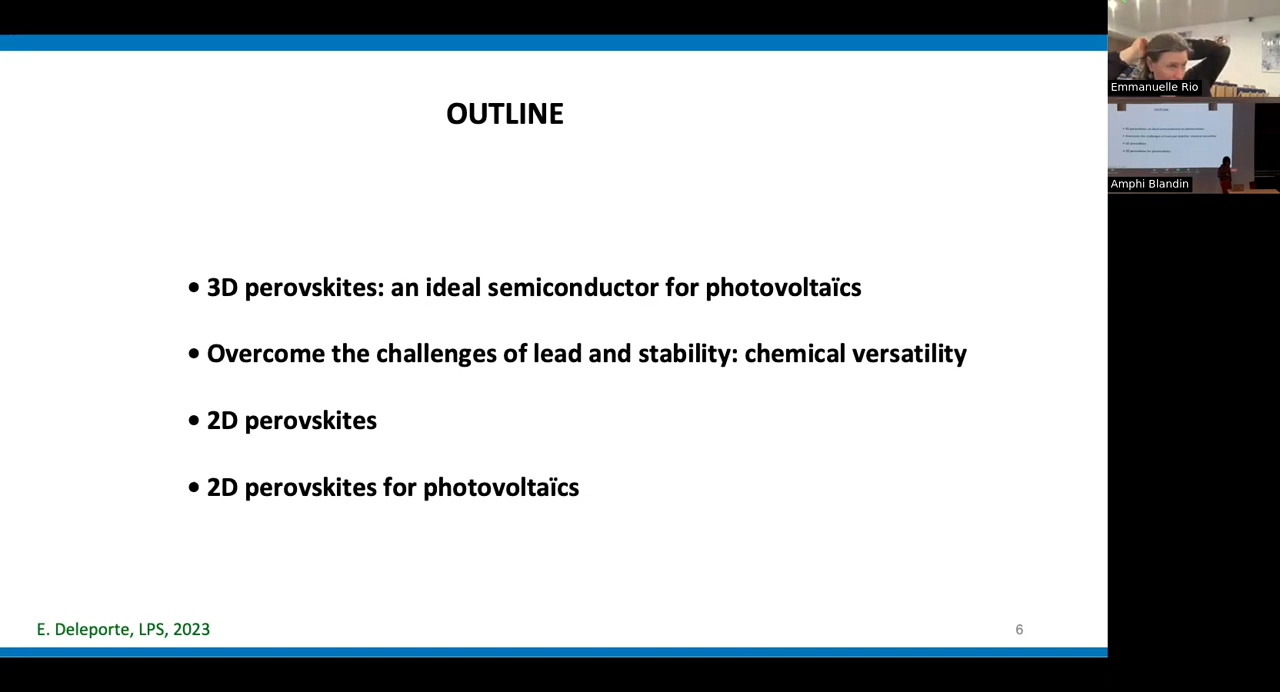 OUTLINE
• 3D perovskites: an ideal semiconductor for photovoltaïcs
• Overcome the challenges of lead and stability: chemical versatility
• 2D perovskites
• 2D perovskites for photovoltaïcs
E. Deleporte, LPS, 2023
6
Emmanuelle Rio
Amphi Blandin